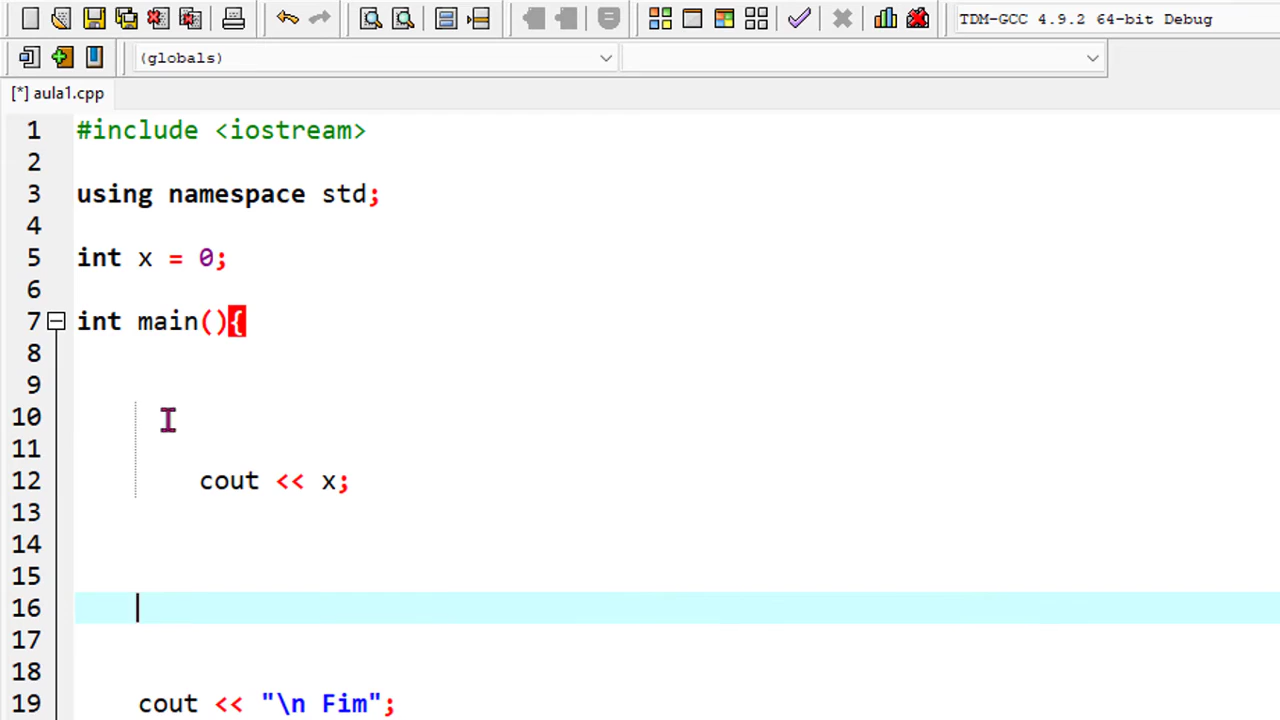 TDM-GCC 4.9.2 64-bit Debug
(globals)
[*] aula1.cpp
1 #include <iostream>
2
3 using namespace std;
4
5 int x = 0;
6
7 int main(){
8
9
10
11
12 cout << x;
13
14
15
16
17
18
19 cout << "\n Fim";